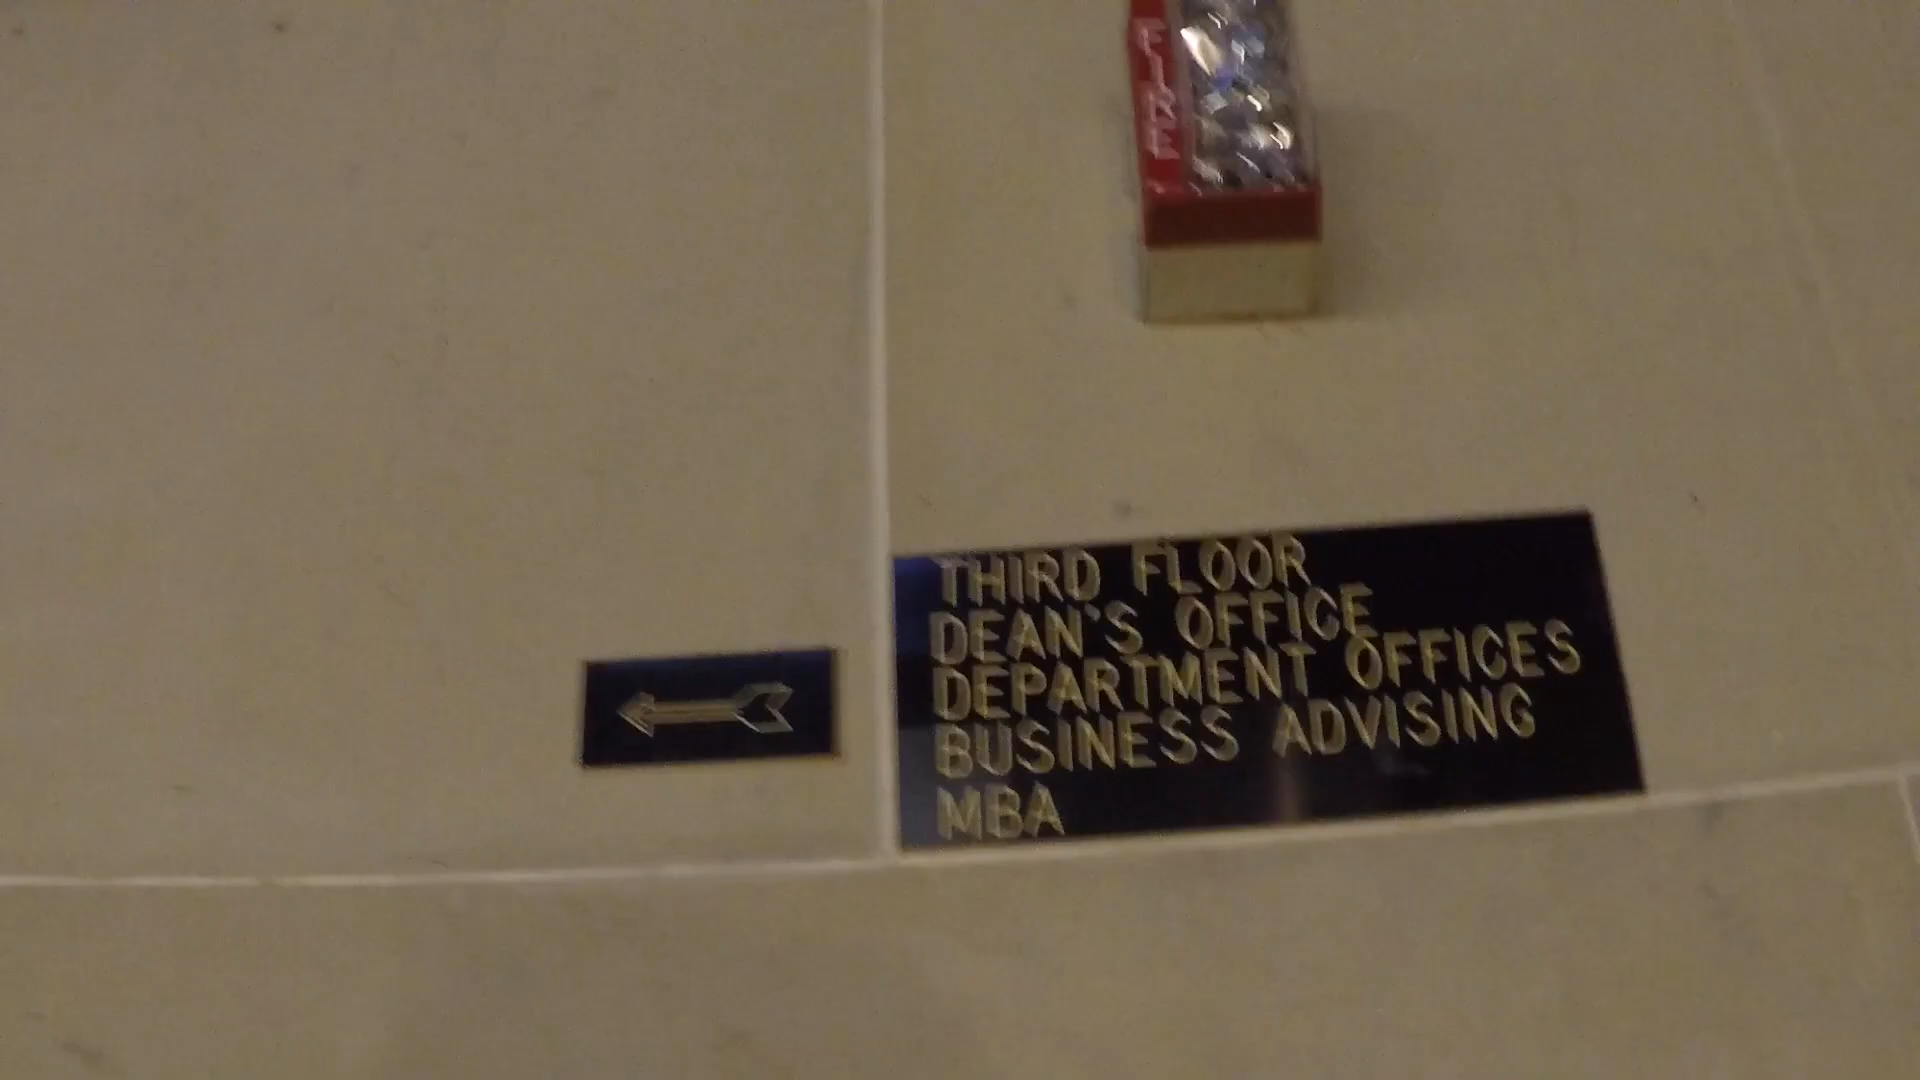 FIRE
THIRD FLOOR
DEAN'S OFFICE
DEPARTMENT OFFICES
BUSINESS ADVISING
MBA